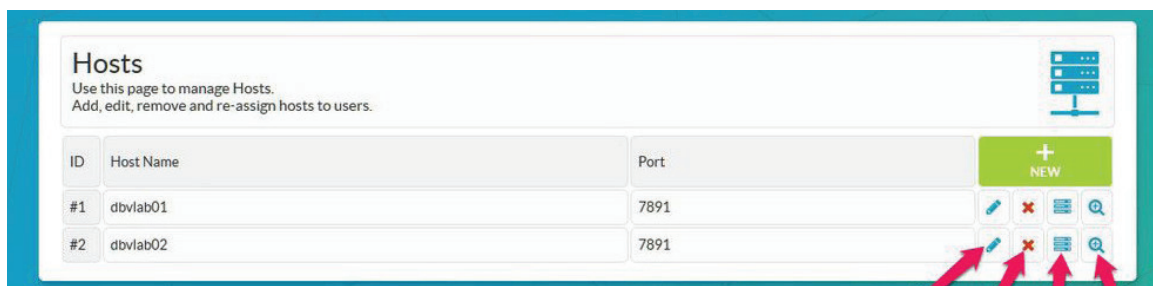 Hosts
Use this page to manage Hosts.
Add, edit, remove and re-assign hosts to users.
ID Host Name Port NEW
#1 dbvlab01 7891
#2 dbvlab02 7891